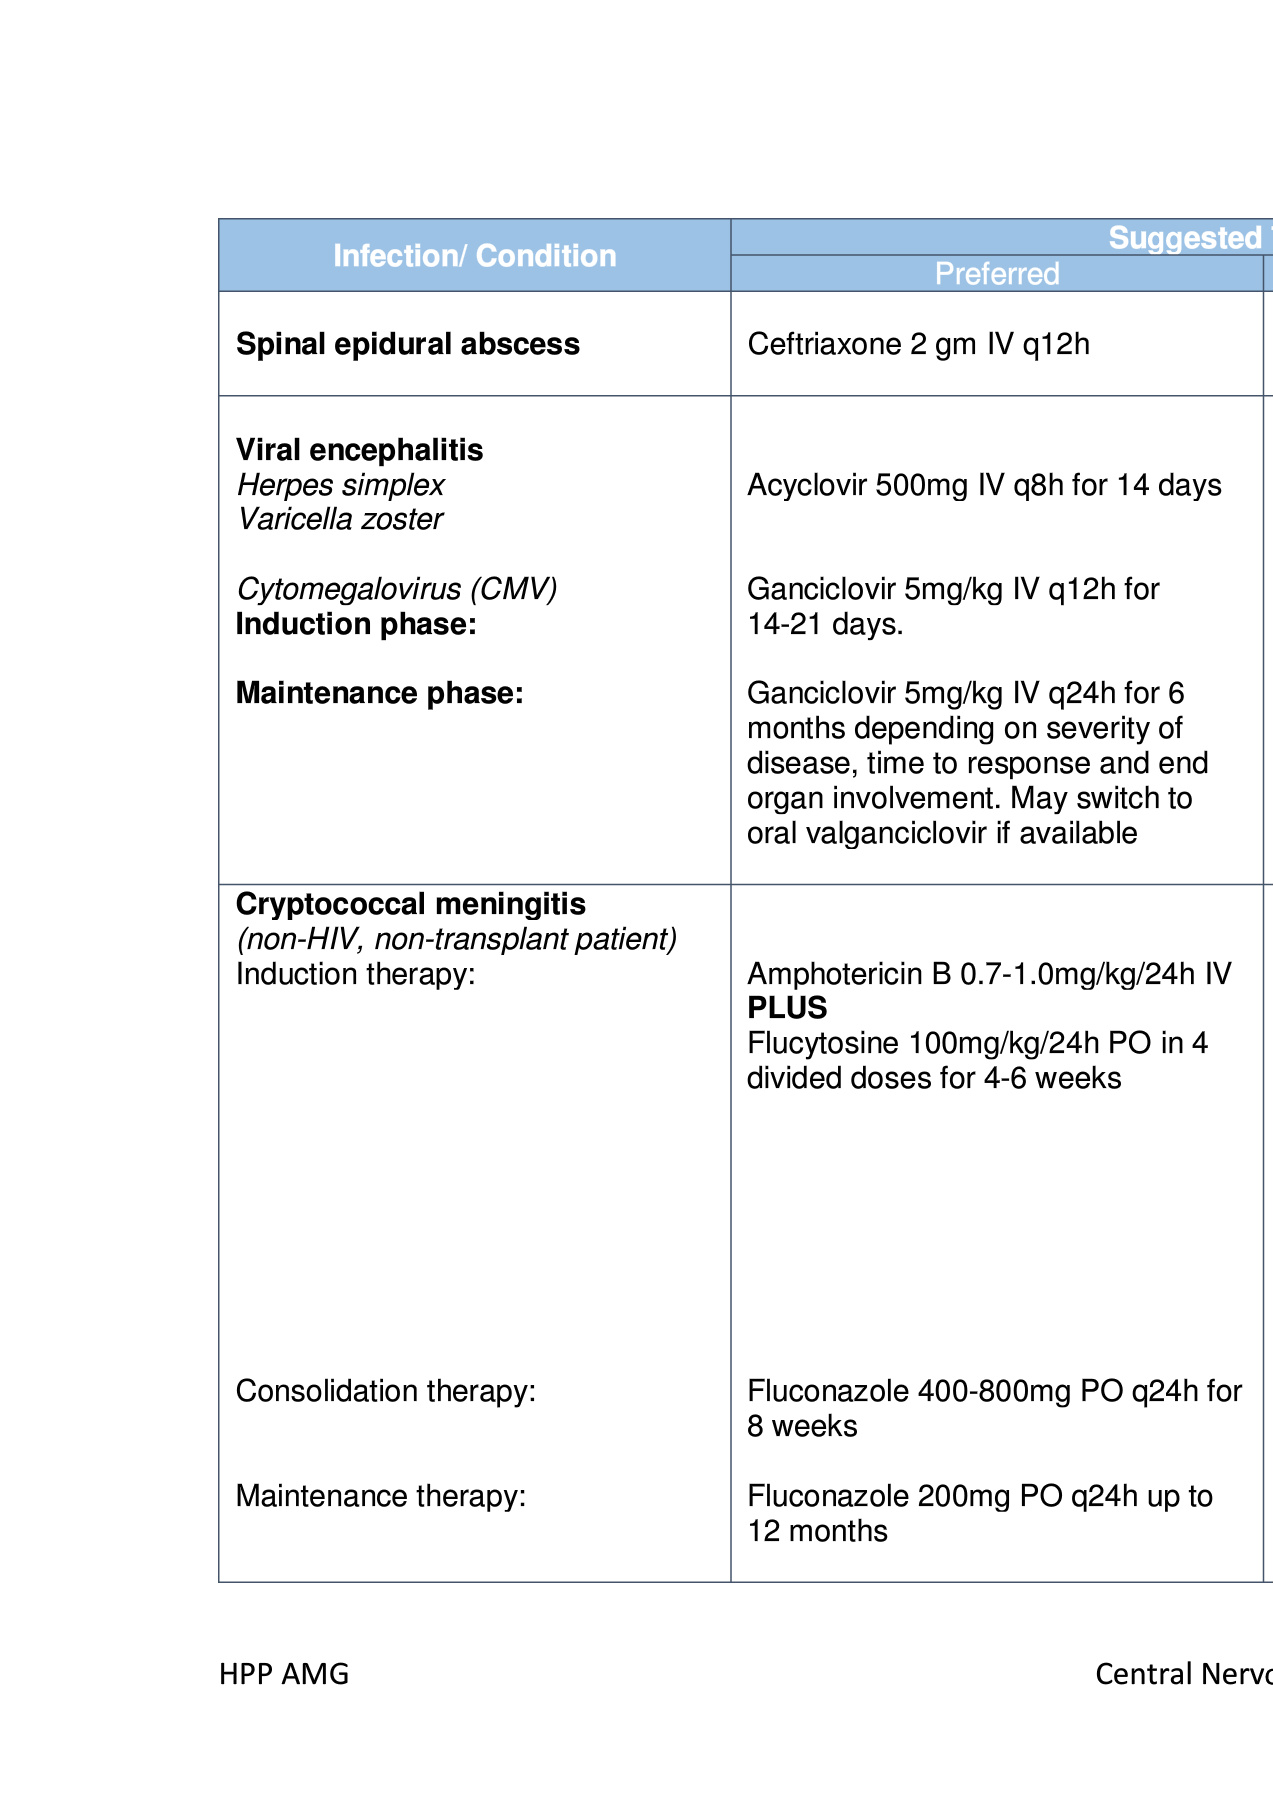 Infection/ Condition
Suggested
Preferred
Spinal epidural abscess
Ceftriaxone 2 gm IV q12h
Viral encephalitis
Herpes simplex
Acyclovir 500mg IV q8h for 14 days
Varicella zoster
Cytomegalovirus (CMV)
Ganciclovir 5mg/kg IV q12h for
Induction phase:
14-21 days.
Maintenance phase:
Ganciclovir 5mg/kg IV q24h for 6
months depending on severity of
disease, time to response and end
organ involvement. May switch to
oral valganciclovir if available
Cryptococcal meningitis
(non-HIV, non-transplant patient)
Induction therapy:
Amphotericin B 0.7-1.0mg/kg/24h IV
PLUS
Flucytosine 100mg/kg/24h PO in 4
divided doses for 4-6 weeks
Consolidation therapy:
Fluconazole 400-800mg PO q24h for
8 weeks
Maintenance therapy:
Fluconazole 200mg PO q24h up to
12 months
HPP AMG
Central Nervo